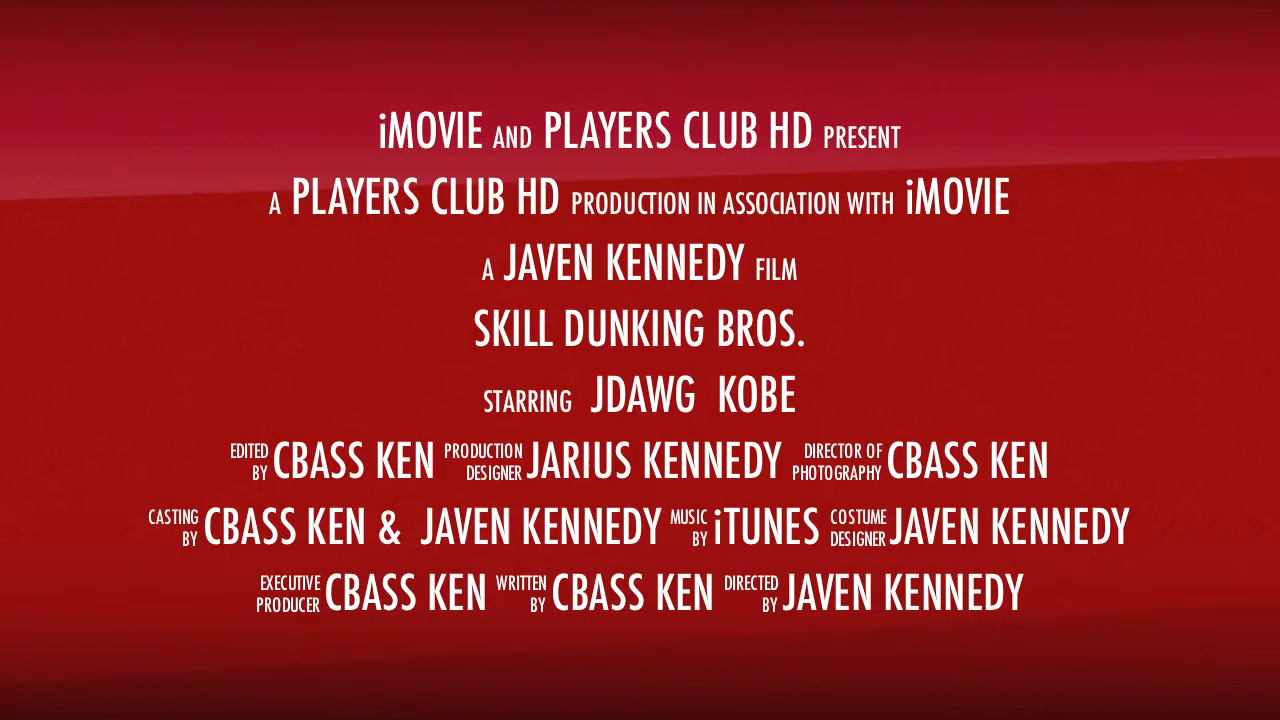 iMOVIE AND PLAYERS CLUB HD PRESENT
A PLAYERS CLUB HD PRODUCTION IN ASSOCIATION WITH iMOVIE
A JAVEN KENNEDY FILM
SKILL DUNKING BROS.
STARRING JDAWG KOBE
EDITED BY CBASS KEN PRODUCTION DESIGNER JARIUS KENNEDY DIRECTOR OF PHOTOGRAPHY CBASS KEN
CASTING BY CBASS KEN & JAVEN KENNEDY MUSIC BY iTUNES COSTUME DESIGNER JAVEN KENNEDY
EXECUTIVE PRODUCER CBASS KEN WRITTEN BY CBASS KEN DIRECTED BY JAVEN KENNEDY